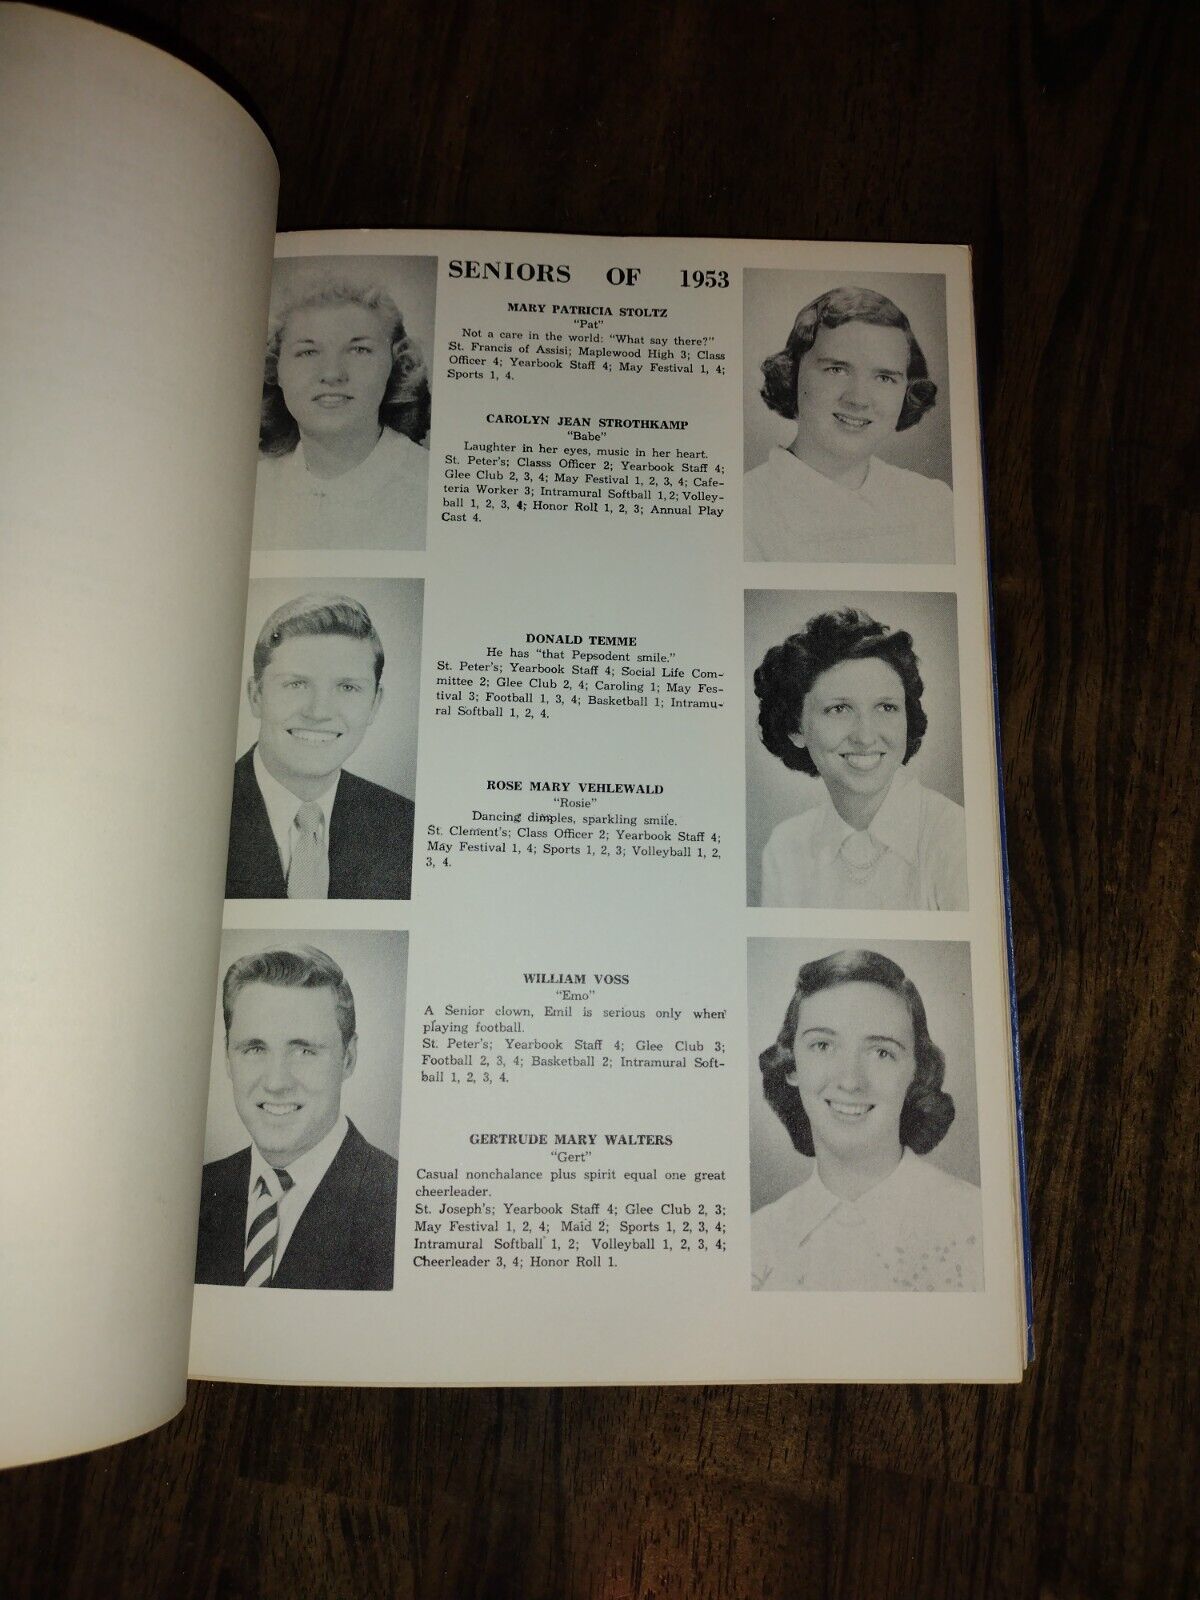 SENIORS OF 1953
MARY PATRICIA STOLTZ
"Pat"
Not a care in the world: "What say there?"
St. Francis of Assisi; Maplewood High 3; Class
Officer 4; Yearbook Staff 4; May Festival 1, 4;
Sports 1, 4.
CAROLYN JEAN STROTHKAMP
"Babe"
Laughter in her eyes, music in her heart.
St. Peter's; Classs Officer 2; Yearbook Staff 4;
Glee Club 2, 3, 4; May Festival 1, 2, 3, 4; Cafe-
teria Worker 3; Intramural Softball 1, 2; Volley-
ball 1, 2, 3, 4; Honor Roll 1, 2, 3; Annual Play
Cast 4.
DONALD TEMME
He has "that Pepsodent smile."
St. Peter's; Yearbook Staff 4; Social Life Com-
mittee 2; Glee Club 2, 4; Caroling 1; May Fes-
tival 3; Football 1, 3, 4; Basketball 1; Intramu-
ral Softball 1, 2, 4.
ROSE MARY VEHLEWALD
"Rosie"
Dancing dimples, sparkling smile.
St. Clement's; Class Officer 2; Yearbook Staff 4;
May Festival 1, 4; Sports 1, 2, 3; Volleyball 1, 2,
3, 4.
WILLIAM VOSS
"Emo"
A Senior clown, Emil is serious only when
playing football.
St. Peter's; Yearbook Staff 4; Glee Club 3;
Football 2, 3, 4; Basketball 2; Intramural Soft-
ball 1, 2, 3, 4.
GERTRUDE MARY WALTERS
"Gert"
Casual nonchalance plus spirit equal one great
cheerleader.
St. Joseph's; Yearbook Staff 4; Glee Club 2, 3;
May Festival 1, 2, 4; Maid 2; Sports 1, 2, 3, 4;
Intramural Softball 1, 2; Volleyball 1, 2, 3, 4;
Cheerleader 3, 4; Honor Roll 1.